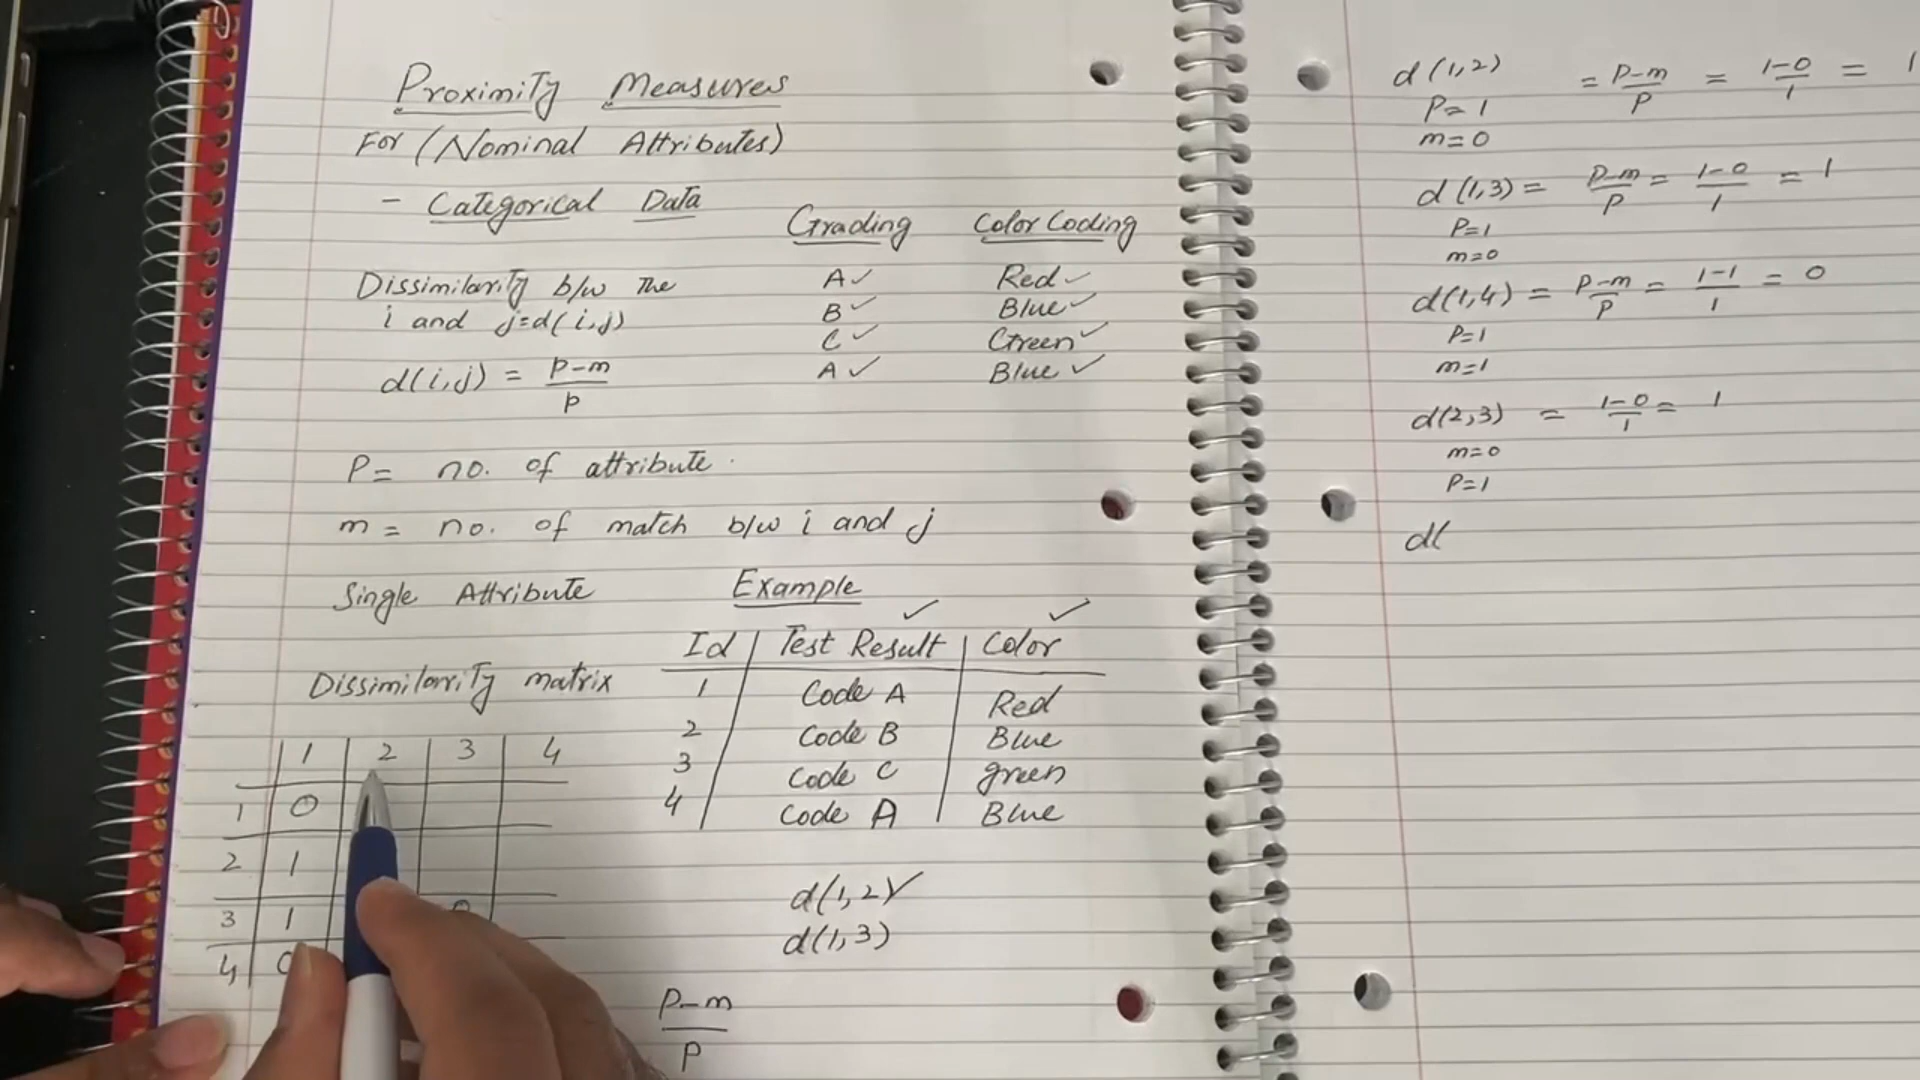 Proximity Measures
For (Nominal Attributes)
- Categorical Data
Grading Color Coding
Dissimilarity b/w The
i and j=d(i,j)
A ✓ Red ✓
B ✓ Blue ✓
C ✓ Green ✓
A ✓ Blue ✓
d(i,j) = p-m
p
P = no. of attribute.
m = no. of match b/w i and j
Single Attribute
Example
✓ ✓
Id Test Result Color
1 Code A Red
2 Code B Blue
3 Code C green
4 Code A Blue
Dissimilarity matrix
1 2 3 4
1 0
2 1
3 1 0
4 0
d(1,2) ✓
d(1,3)
P-m
P
d(1,2) = P-m = 1-0 = 1
P 1
P=1
m=0
d(1,3) = P-m = 1-0 = 1
P 1
P=1
m=0
d(1,4) = P-m = 1-1 = 0
P 1
P=1
m=1
d(2,3) = 1-0 = 1
1
m=0
P=1
d(